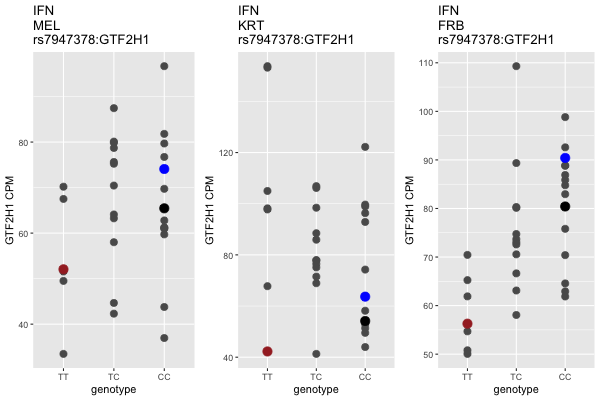 IFN
MEL
rs7947378:GTF2H1
80
60
40
GTF2H1 CPM
TT TC CC
genotype
IFN
KRT
rs7947378:GTF2H1
120
80
40
GTF2H1 CPM
TT TC CC
genotype
IFN
FRB
rs7947378:GTF2H1
110
100
90
80
70
60
50
GTF2H1 CPM
TT TC CC
genotype